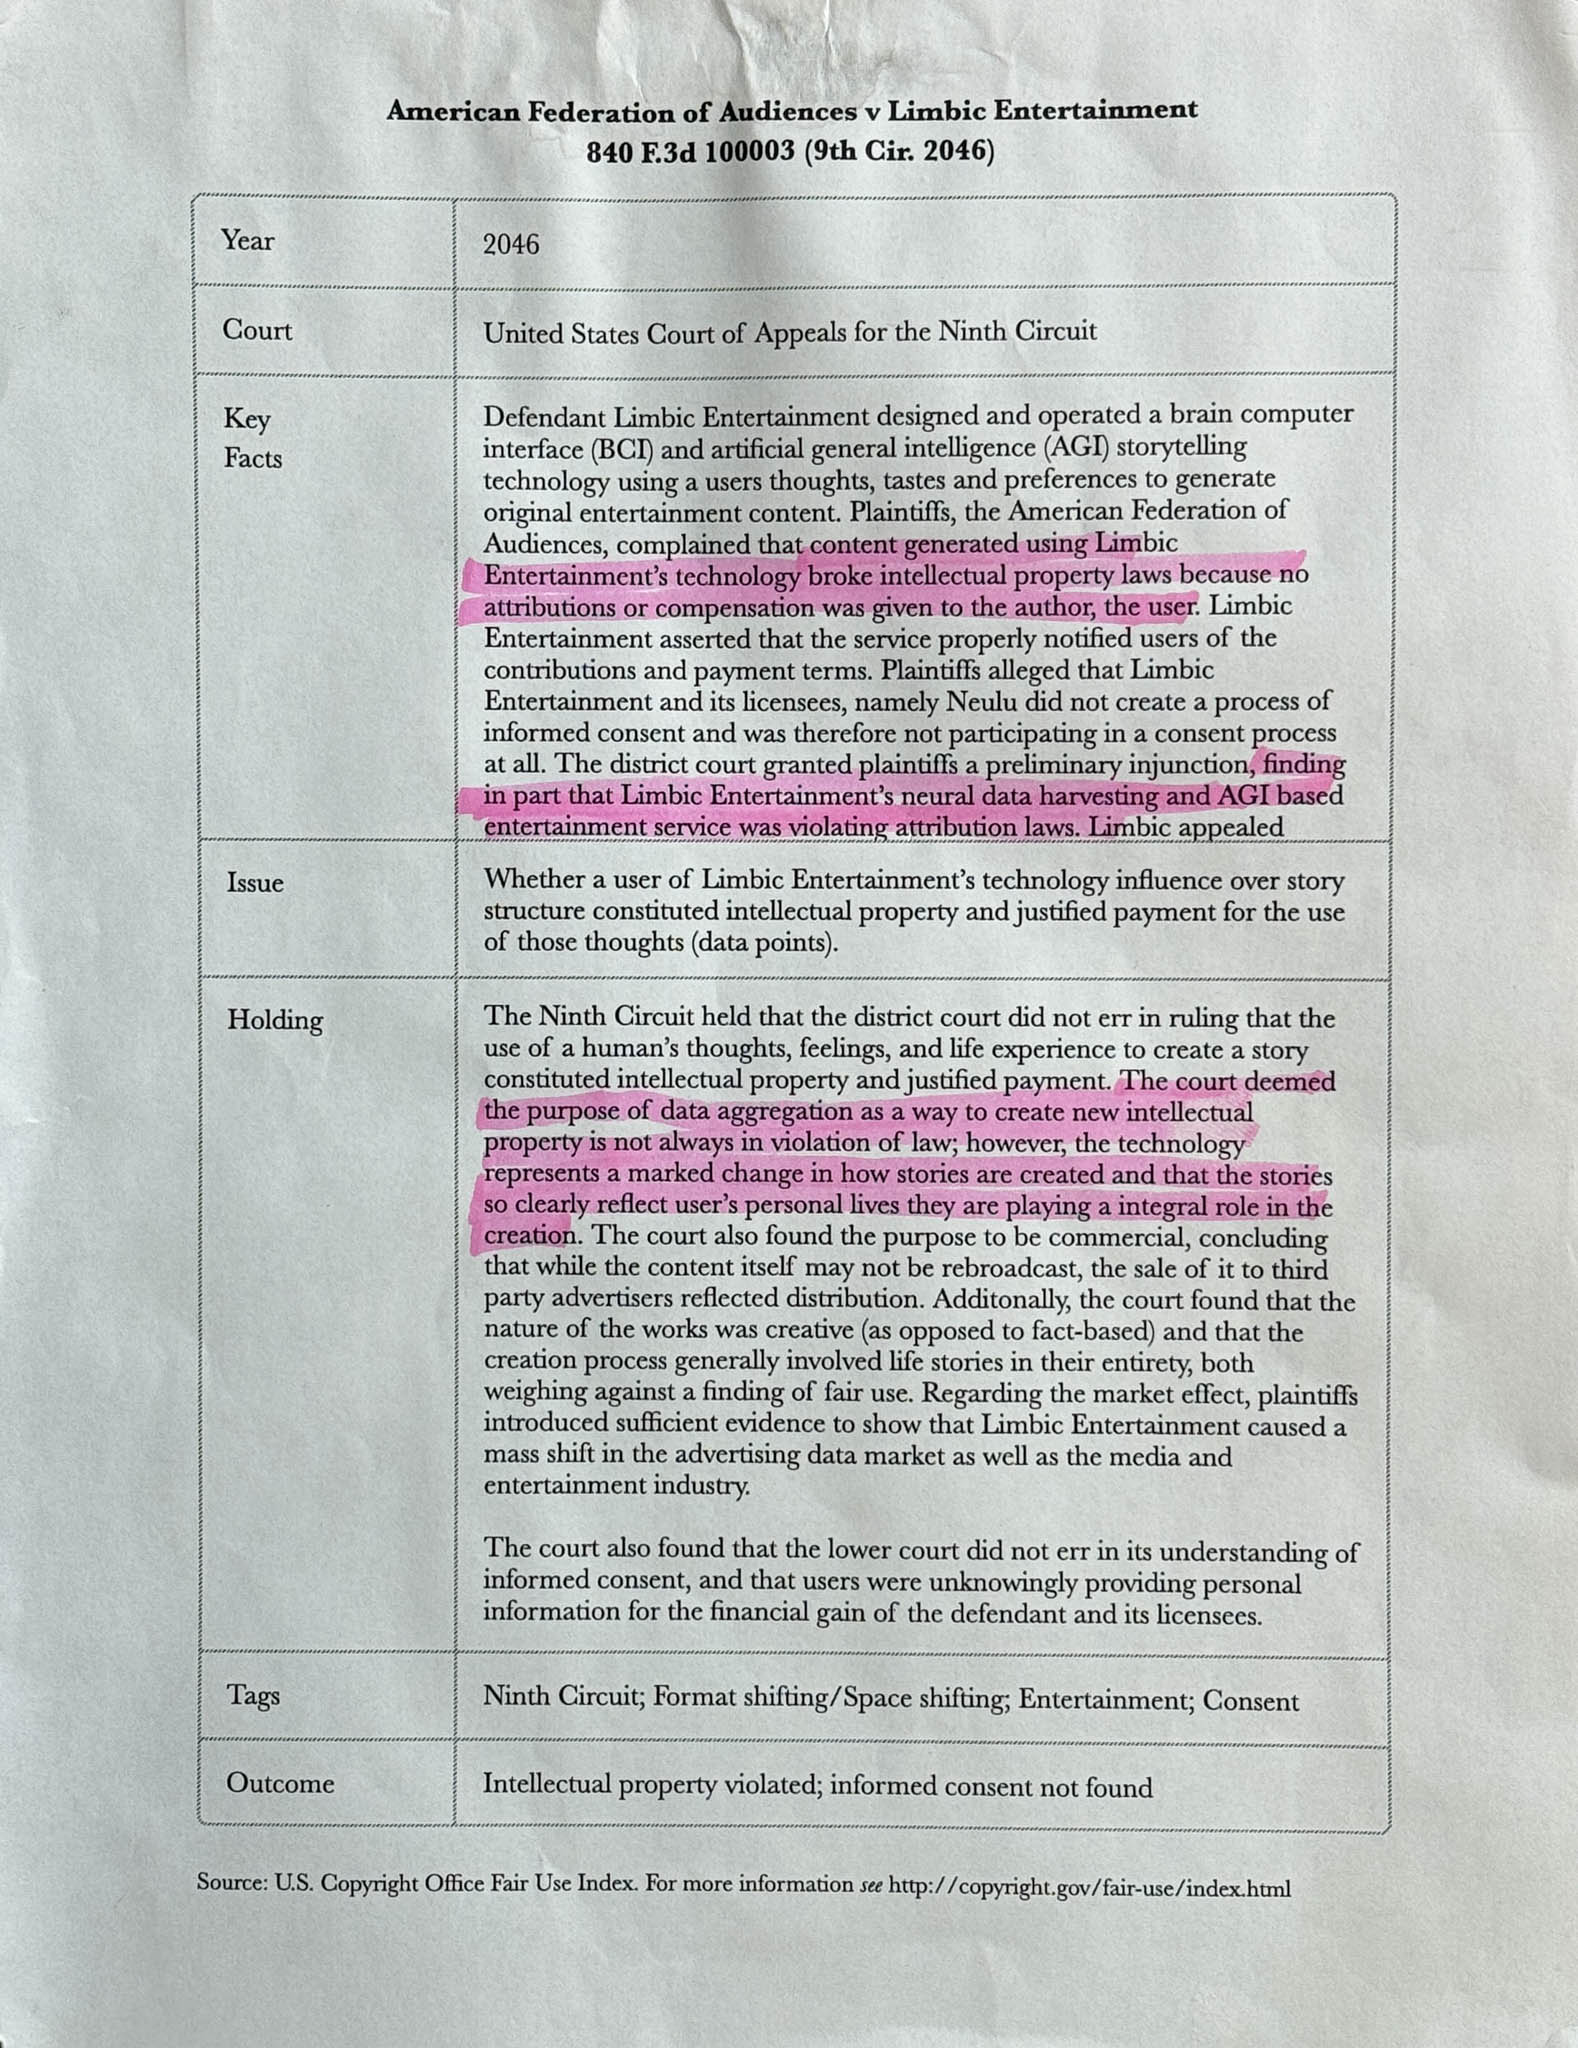 American Federation of Audiences v Limbic Entertainment
840 F.3d 100003 (9th Cir. 2046)
Year
2046
Court
United States Court of Appeals for the Ninth Circuit
Key
Facts
Defendant Limbic Entertainment designed and operated a brain computer
interface (BCI) and artificial general intelligence (AGI) storytelling
technology using a users thoughts, tastes and preferences to generate
original entertainment content. Plaintiffs, the American Federation of
Audiences, complained that content generated using Limbic
Entertainment's technology broke intellectual property laws because no
attributions or compensation was given to the author, the user. Limbic
Entertainment asserted that the service properly notified users of the
contributions and payment terms. Plaintiffs alleged that Limbic
Entertainment and its licensees, namely Neulu did not create a process of
informed consent and was therefore not participating in a consent process
at all. The district court granted plaintiffs a preliminary injunction, finding
in part that Limbic Entertainment's neural data harvesting and AGI based
entertainment service was violating attribution laws. Limbic appealed
Issue
Whether a user of Limbic Entertainment's technology influence over story
structure constituted intellectual property and justified payment for the use
of those thoughts (data points).
Holding
The Ninth Circuit held that the district court did not err in ruling that the
use of a human's thoughts, feelings, and life experience to create a story
constituted intellectual property and justified payment. The court deemed
the purpose of data aggregation as a way to create new intellectual
property is not always in violation of law; however, the technology
represents a marked change in how stories are created and that the stories
so clearly reflect user's personal lives they are playing a integral role in the
creation. The court also found the purpose to be commercial, concluding
that while the content itself may not be rebroadcast, the sale of it to third
party advertisers reflected distribution. Additonally, the court found that the
nature of the works was creative (as opposed to fact-based) and that the
creation process generally involved life stories in their entirety, both
weighing against a finding of fair use. Regarding the market effect, plaintiffs
introduced sufficient evidence to show that Limbic Entertainment caused a
mass shift in the advertising data market as well as the media and
entertainment industry.
The court also found that the lower court did not err in its understanding of
informed consent, and that users were unknowingly providing personal
information for the financial gain of the defendant and its licensees.
Tags
Ninth Circuit; Format shifting/Space shifting; Entertainment; Consent
Outcome
Intellectual property violated; informed consent not found
Source: U.S. Copyright Office Fair Use Index. For more information see http://copyright.gov/fair-use/index.html